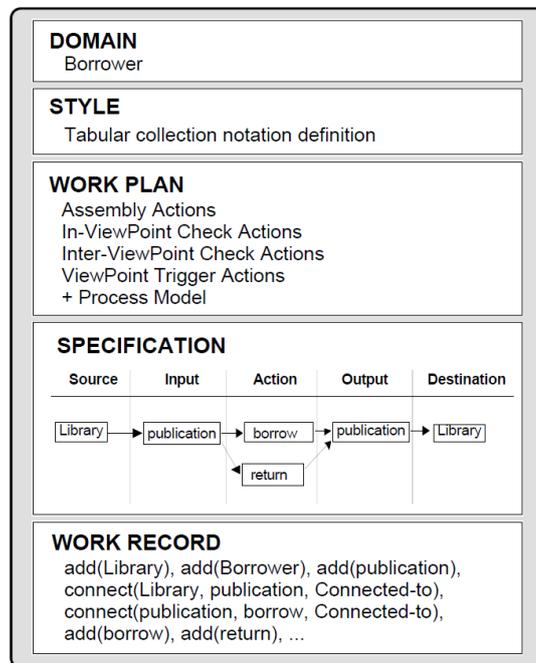 DOMAIN
Borrower
STYLE
Tabular collection notation definition
WORK PLAN
Assembly Actions
In-ViewPoint Check Actions
Inter-ViewPoint Check Actions
ViewPoint Trigger Actions
+ Process Model
SPECIFICATION
Source Input Action Output Destination
Library publication borrow publication Library
return
WORK RECORD
add(Library), add(Borrower), add(publication),
connect(Library, publication, Connected-to),
connect(publication, borrow, Connected-to),
add(borrow), add(return), ...